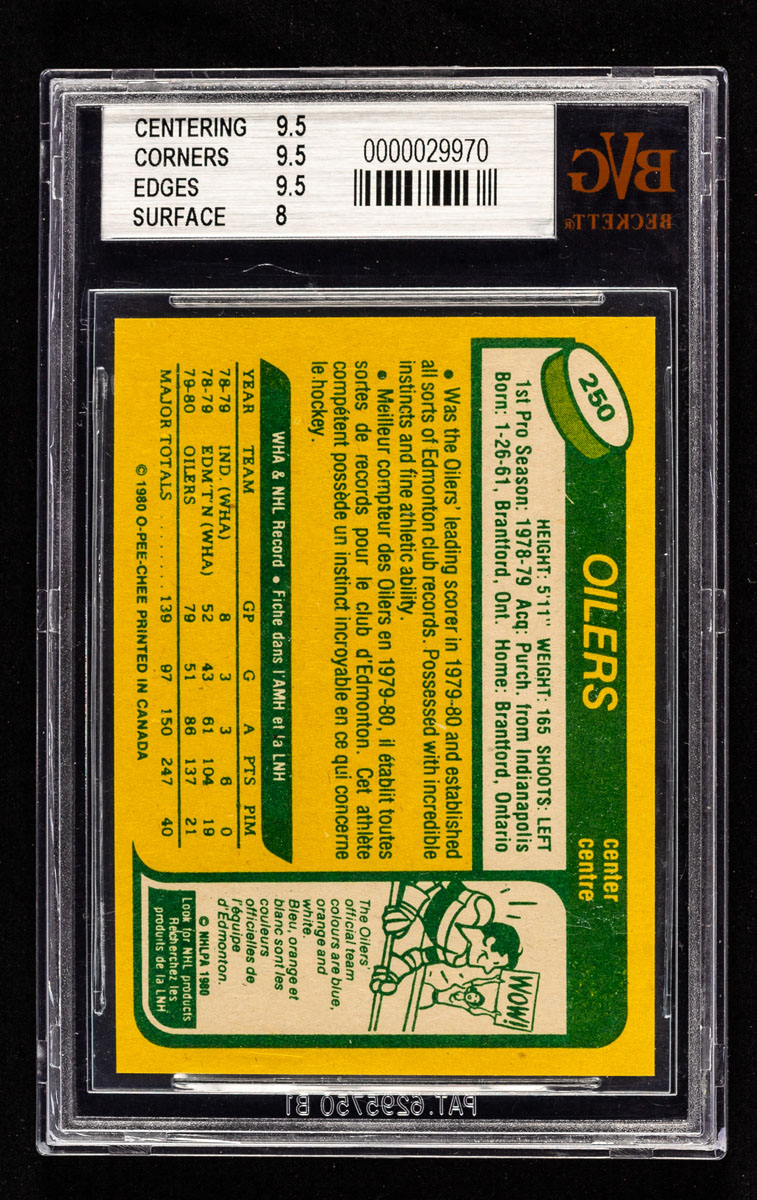 CENTERING 9.5
CORNERS 9.5
EDGES 9.5
SURFACE 8
0000029970
BVG
BECKETT®
250
OILERS
center
centre
HEIGHT: 5'11" WEIGHT: 165 SHOOTS: LEFT
1st Pro Season: 1978-79 Acq: Purch. from Indianapolis
Born: 1-26-61, Brantford, Ont. Home: Brantford, Ontario
• Was the Oilers' leading scorer in 1979-80 and established
all sorts of Edmonton club records. Possessed with incredible
instincts and fine athletic ability.
• Meilleur compteur des Oilers en 1979-80, il établit toutes
sortes de records pour le club d'Edmonton. Cet athlète
compétent possède un instinct incroyable en ce qui concerne
le hockey.
WHA & NHL Record • Fiche dans l'AMH et la LNH
YEAR TEAM GP G A PTS PIM
78-79 IND. (WHA) 8 3 3 6 0
78-79 EDM'T'N (WHA) 52 43 61 104 19
79-80 OILERS 79 51 86 137 21
MAJOR TOTALS ........ 139 97 150 247 40
© 1980 O-PEE-CHEE PRINTED IN CANADA
WOW!
The Oilers
official team
colours are blue,
orange and
white.
Bleu, orange et
blanc sont les
couleurs
officielles de
l'équipe
d'Edmonton.
© NHLPA 1980
Look for NHL products
Recherchez les
produits de la LNH
PAT. 6295750 B1